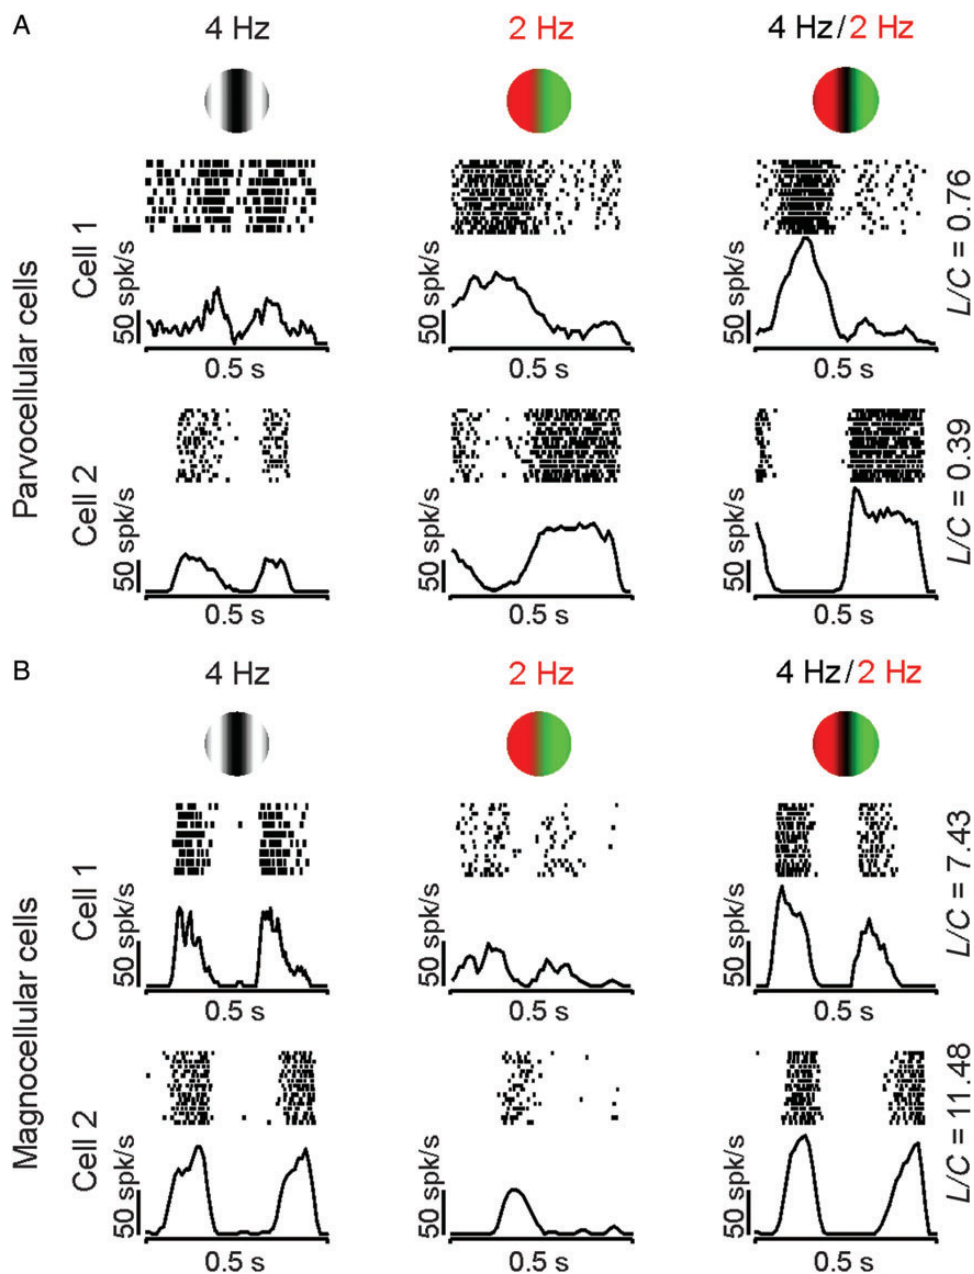 A
4 Hz
2 Hz
4 Hz/2 Hz
Parvocellular cells
Cell 1
50 spk/s
0.5 s
50 spk/s
0.5 s
50 spk/s
0.5 s
L/C = 0.76
Cell 2
50 spk/s
0.5 s
50 spk/s
0.5 s
50 spk/s
0.5 s
L/C = 0.39
B
4 Hz
2 Hz
4 Hz/2 Hz
Magnocellular cells
Cell 1
50 spk/s
0.5 s
50 spk/s
0.5 s
50 spk/s
0.5 s
L/C = 7.43
Cell 2
50 spk/s
0.5 s
50 spk/s
0.5 s
50 spk/s
0.5 s
L/C = 11.48